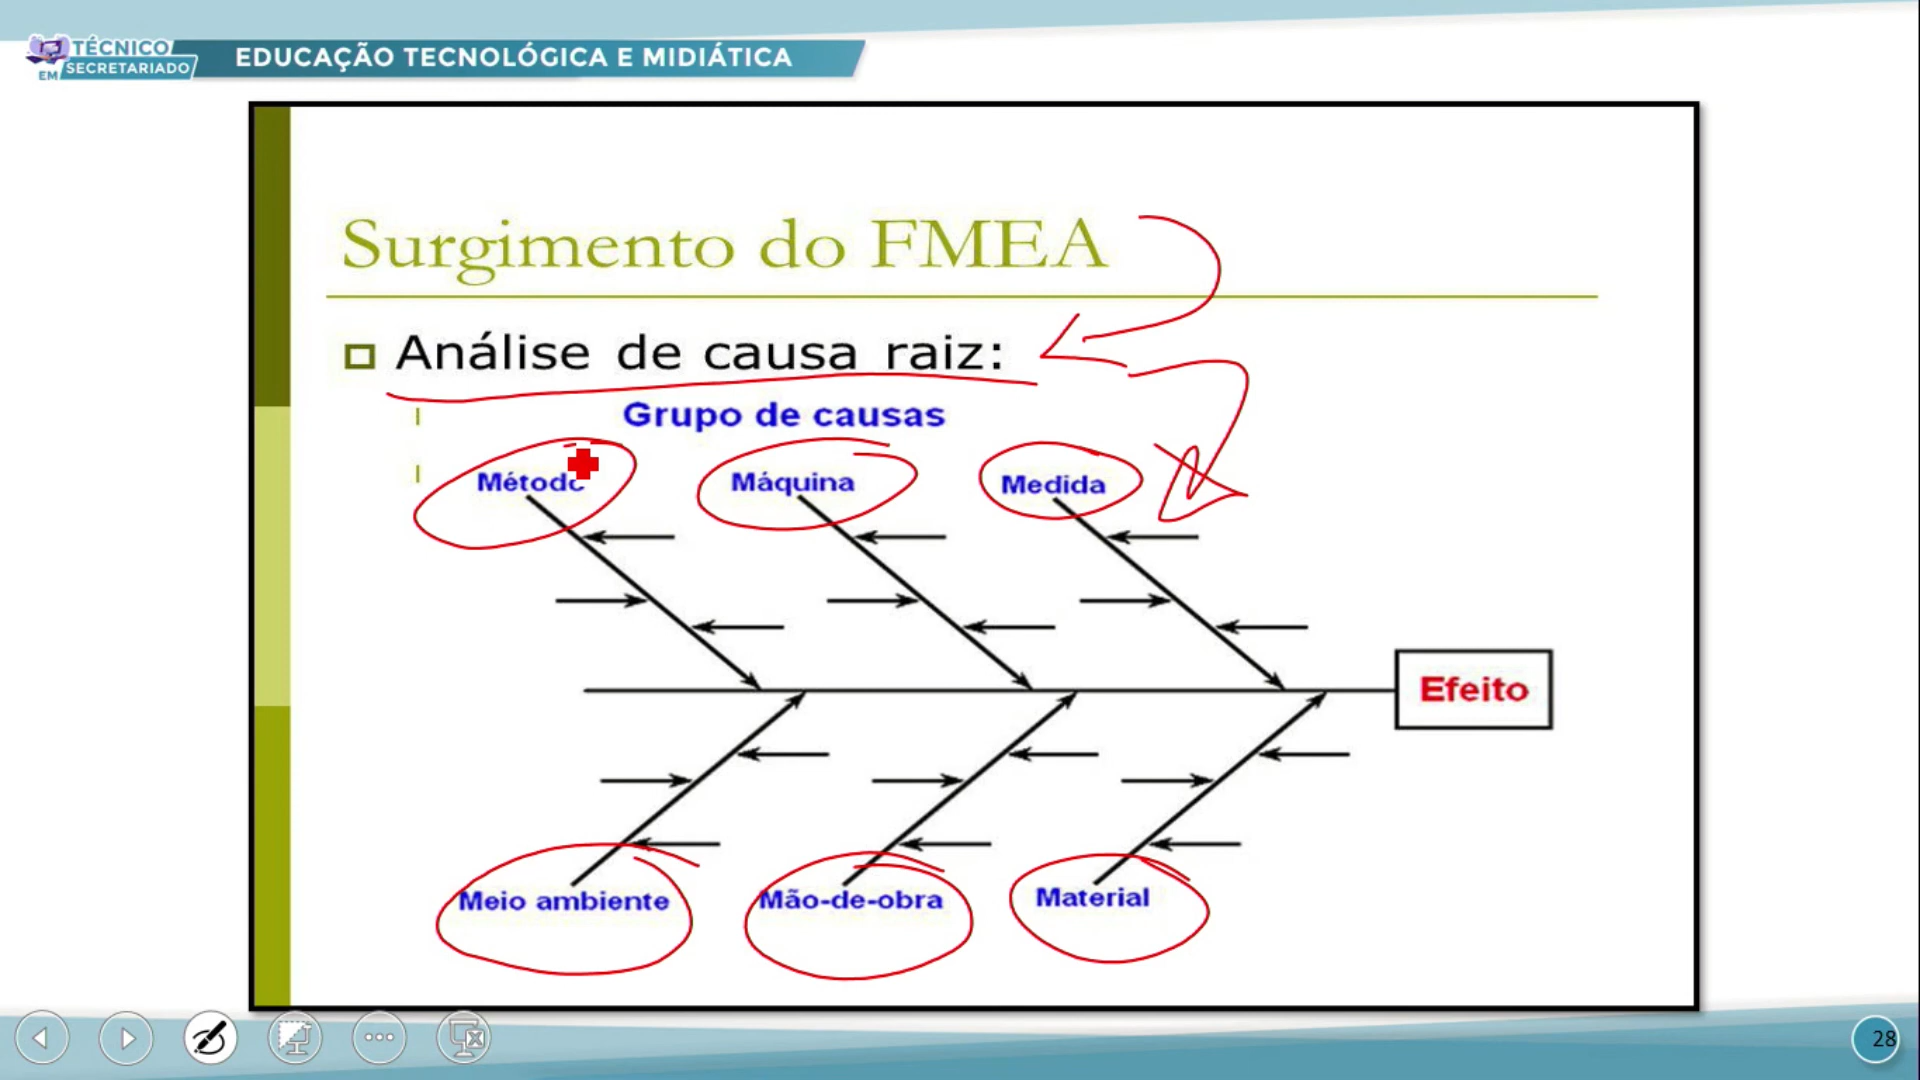 TÉCNICO
EM SECRETARIADO
EDUCAÇÃO TECNOLÓGICA E MIDIÁTICA
Surgimento do FMEA
Análise de causa raiz:
Grupo de causas
Método Máquina Medida
Efeito
Meio ambiente Mão-de-obra Material
28